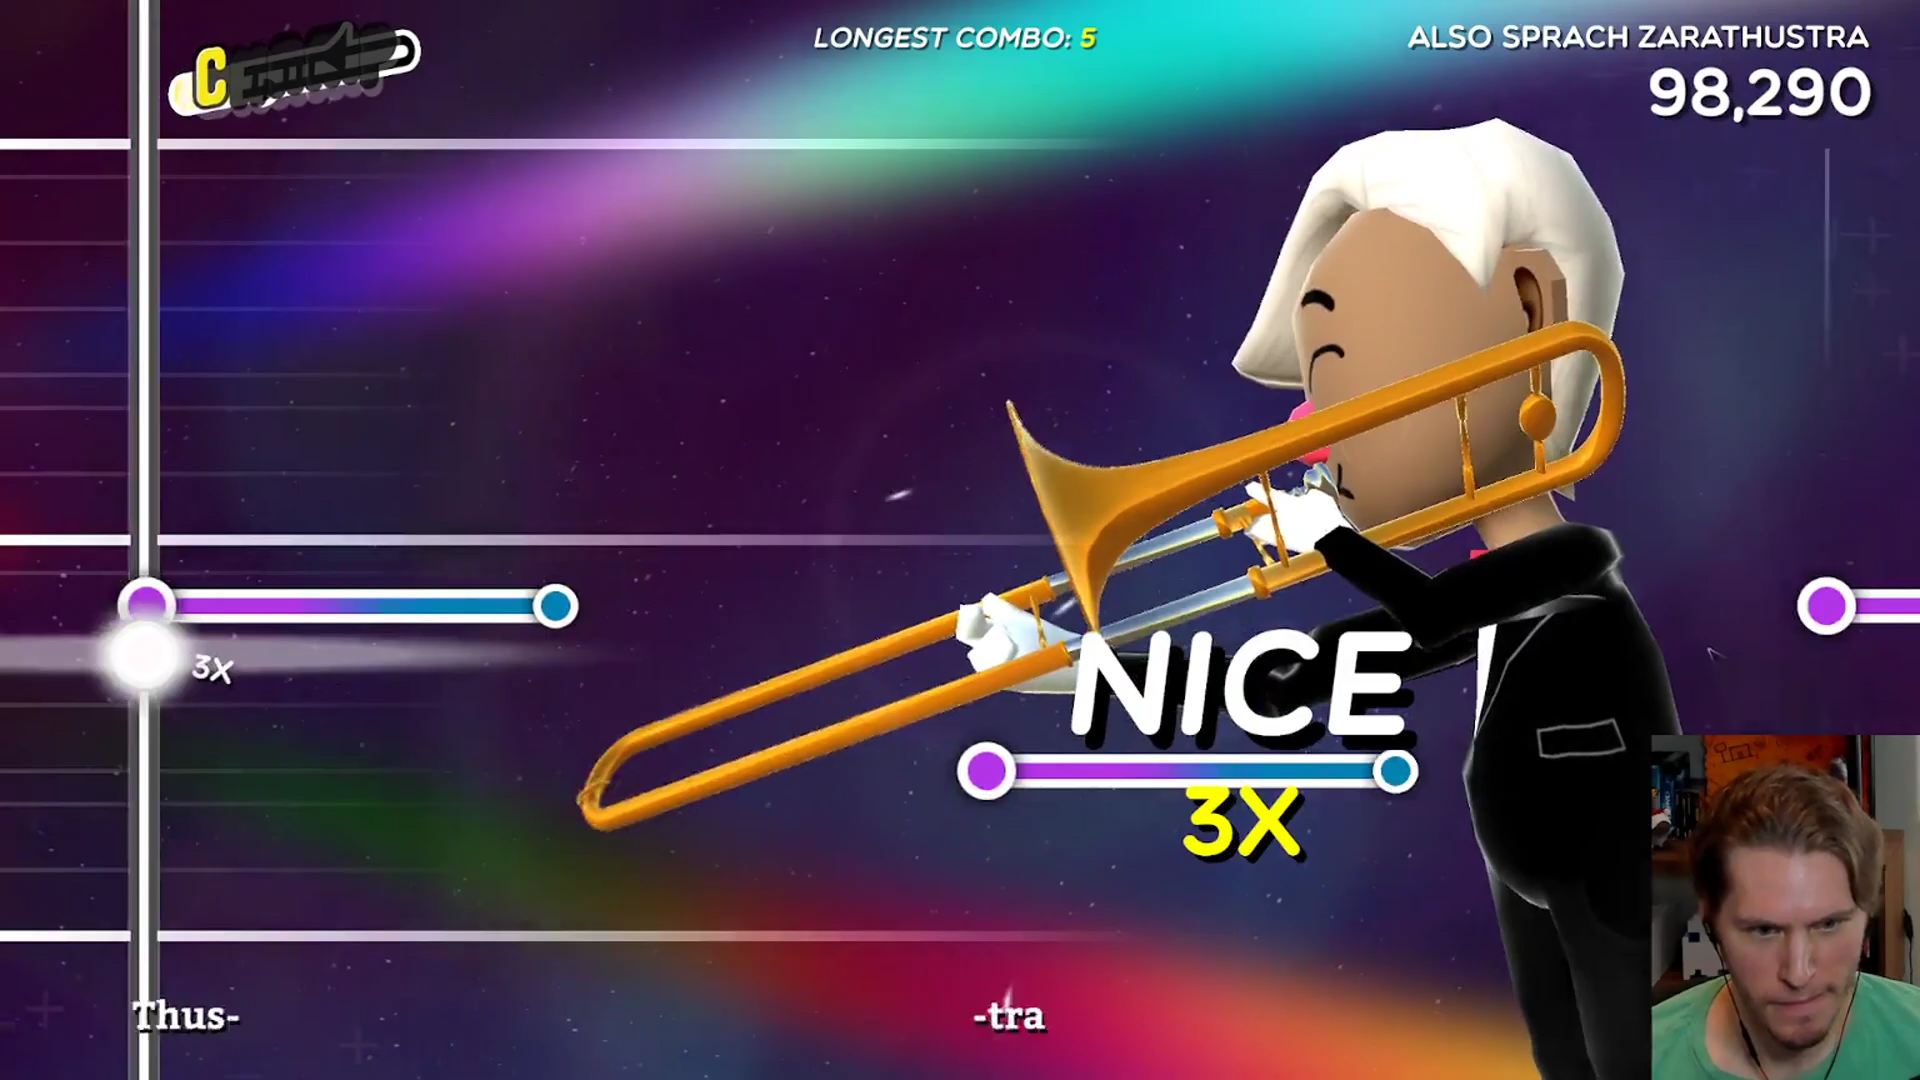 C
LONGEST COMBO: 5
ALSO SPRACH ZARATHUSTRA
98,290
3X
NICE
3X
Thus-
-tra